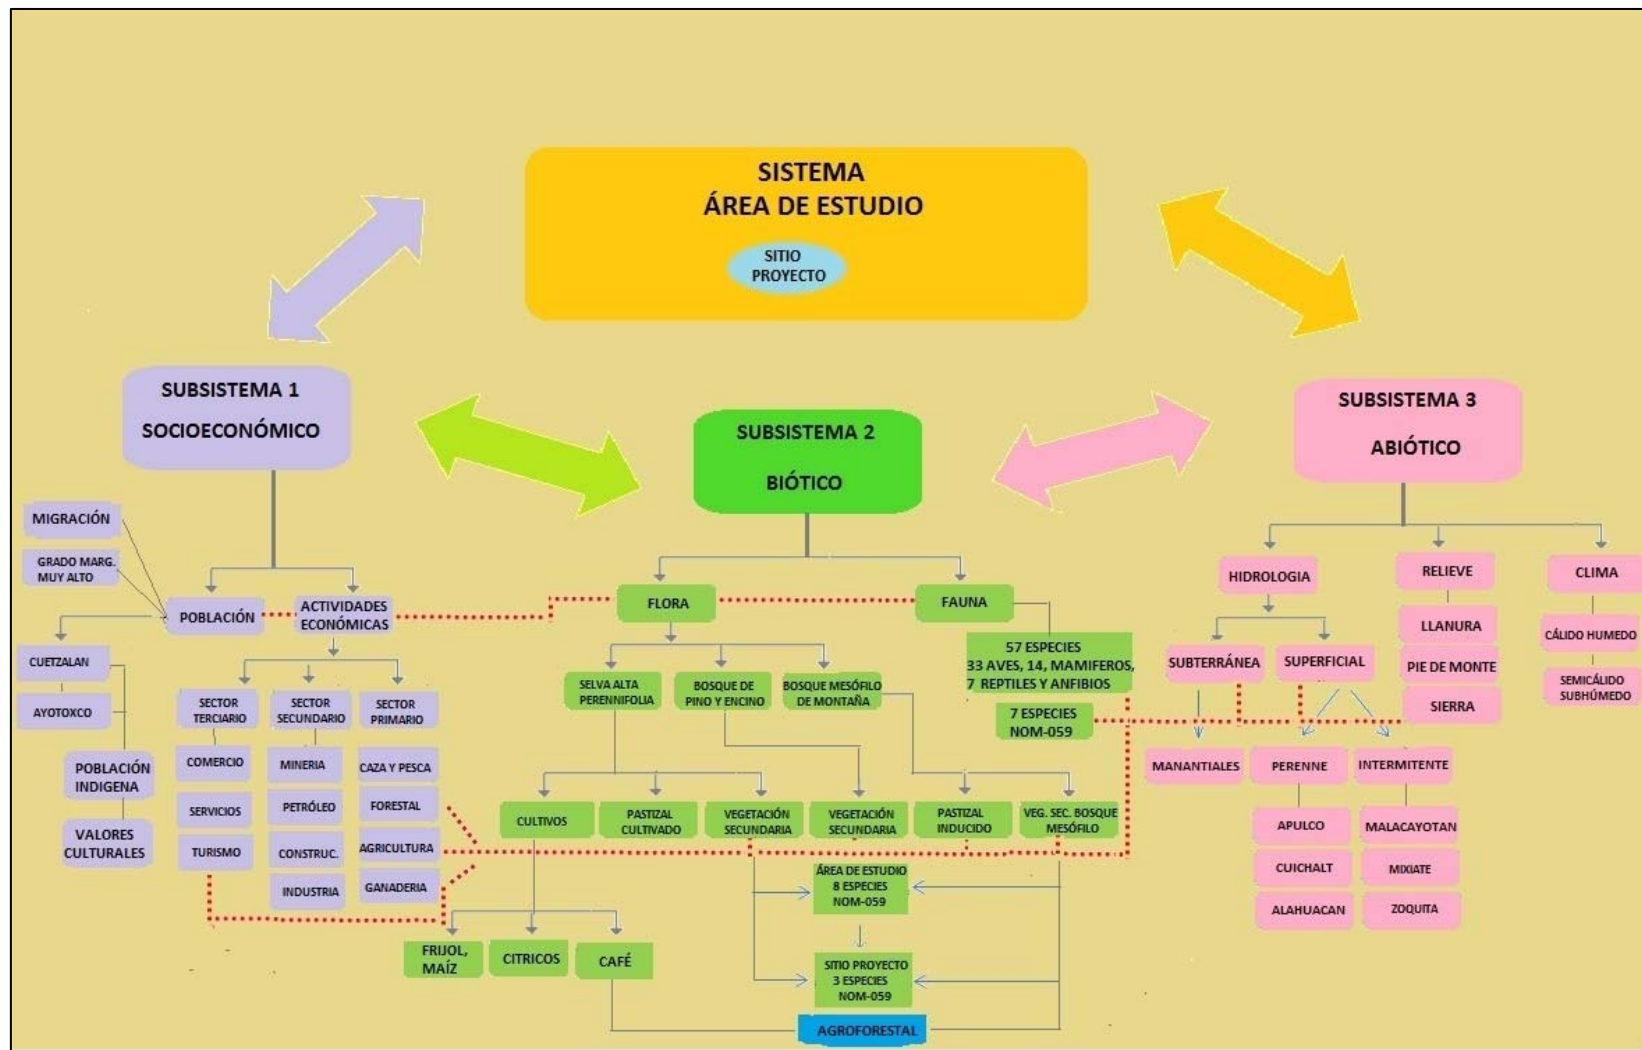 SISTEMA
ÁREA DE ESTUDIO
SITIO
PROYECTO
SUBSISTEMA 1
SOCIOECONÓMICO
SUBSISTEMA 2
BIÓTICO
SUBSISTEMA 3
ABIÓTICO
MIGRACIÓN
GRADO MARG.
MUY ALTO
POBLACIÓN
ACTIVIDADES
ECONÓMICAS
CUETZALAN
AYOTOXCO
POBLACIÓN
INDIGENA
VALORES
CULTURALES
SECTOR
TERCIARIO
COMERCIO
SERVICIOS
TURISMO
SECTOR
SECUNDARIO
MINERIA
PETRÓLEO
CONSTRUC.
INDUSTRIA
SECTOR
PRIMARIO
CAZA Y PESCA
FORESTAL
AGRICULTURA
GANADERIA
FLORA
FAUNA
SELVA ALTA
PERENNIFOLIA
BOSQUE DE
PINO Y ENCINO
BOSQUE MESÓFILO
DE MONTAÑA
57 ESPECIES
33 AVES, 14, MAMIFEROS,
7 REPTILES Y ANFIBIOS
7 ESPECIES
NOM-059
CULTIVOS
PASTIZAL
CULTIVADO
VEGETACIÓN
SECUNDARIA
VEGETACIÓN
SECUNDARIA
PASTIZAL
INDUCIDO
VEG. SEC. BOSQUE
MESÓFILO
ÁREA DE ESTUDIO
8 ESPECIES
NOM-059
FRIJOL,
MAÍZ
CITRICOS
CAFÉ
SITIO PROYECTO
3 ESPECIES
NOM-059
AGROFORESTAL
HIDROLOGIA
RELIEVE
CLIMA
SUBTERRÁNEA
SUPERFICIAL
LLANURA
PIE DE MONTE
SIERRA
CÁLIDO HUMEDO
SEMICÁLIDO
SUBHÚMEDO
MANANTIALES
PERENNE
INTERMITENTE
APULCO
CUICHALT
ALAHUACAN
MALACAYOTAN
MIXIATE
ZOQUITA